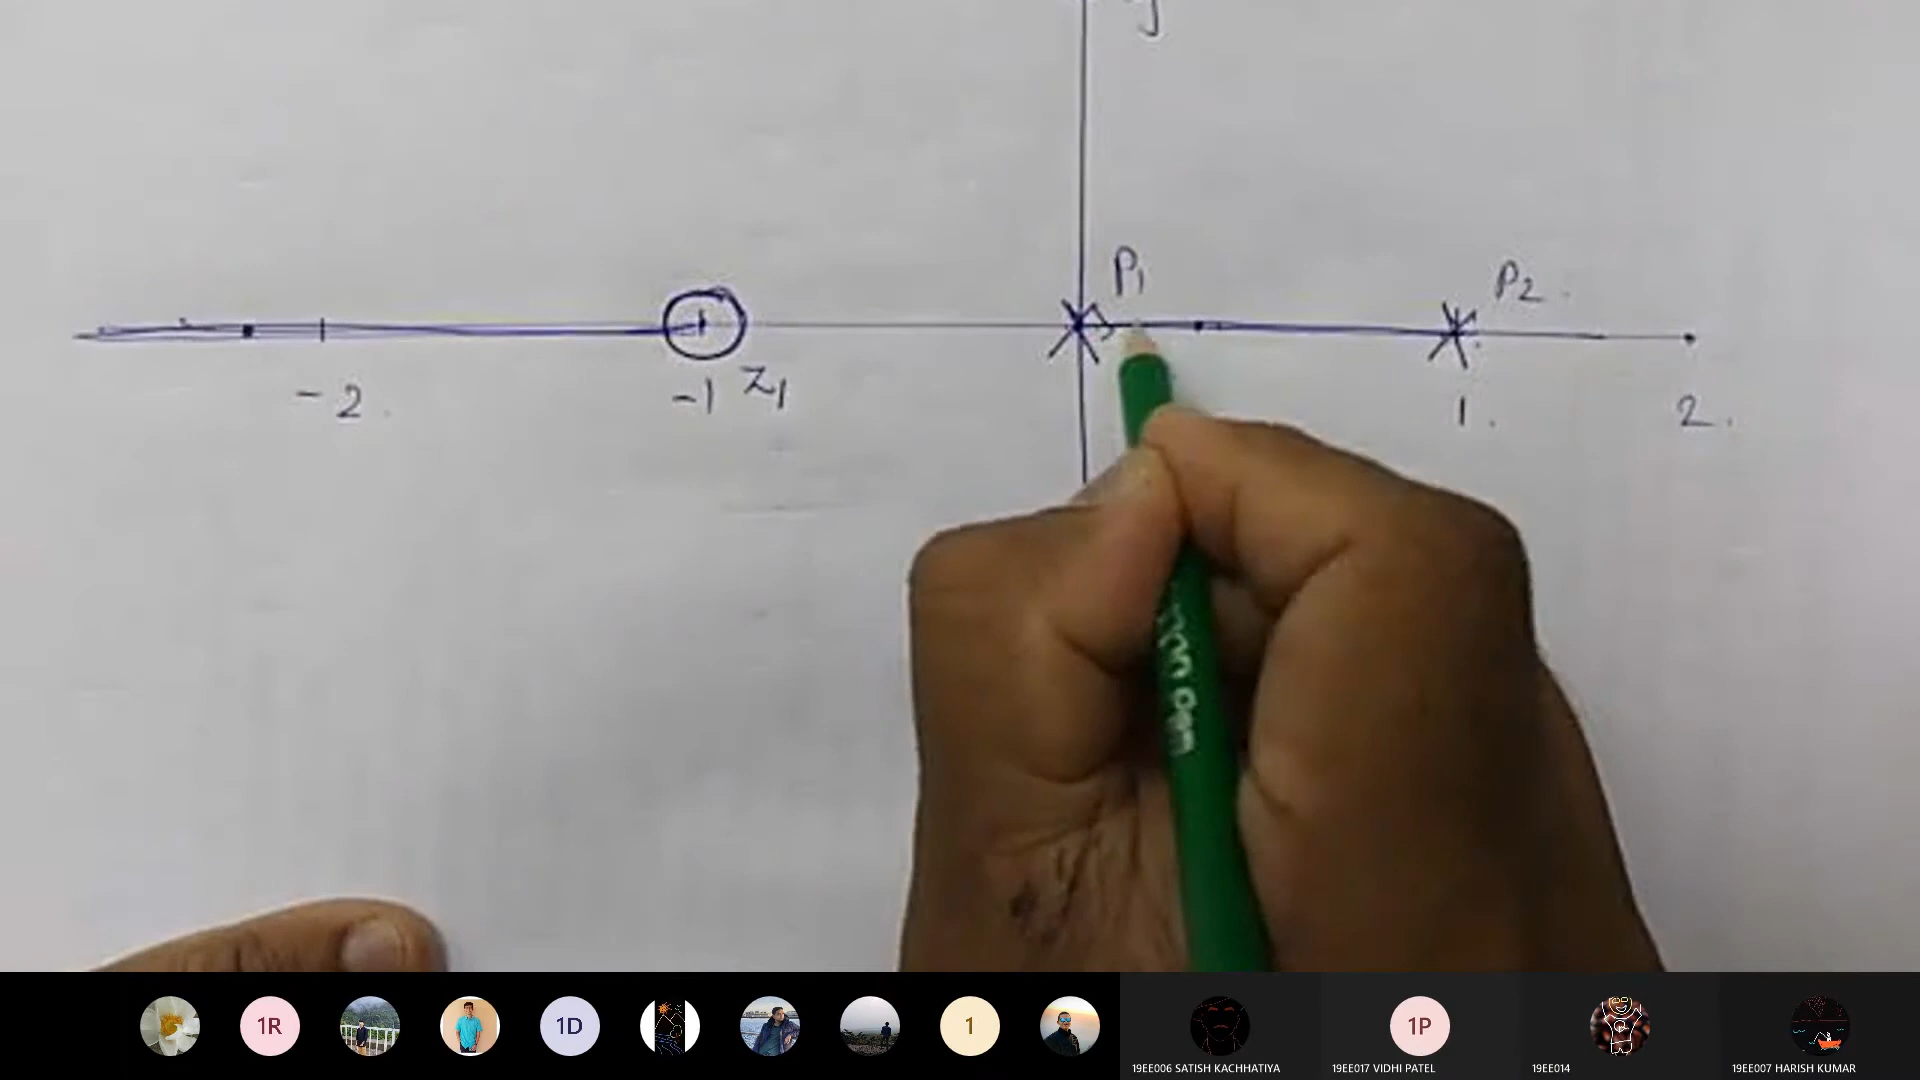 P1 P2.
-2. -1 Z1 1. 2.
1R 1D 1 1P
19EE006 SATISH KACHHATIYA 19EE017 VIDHI PATEL 19EE014 19EE007 HARISH KUMAR